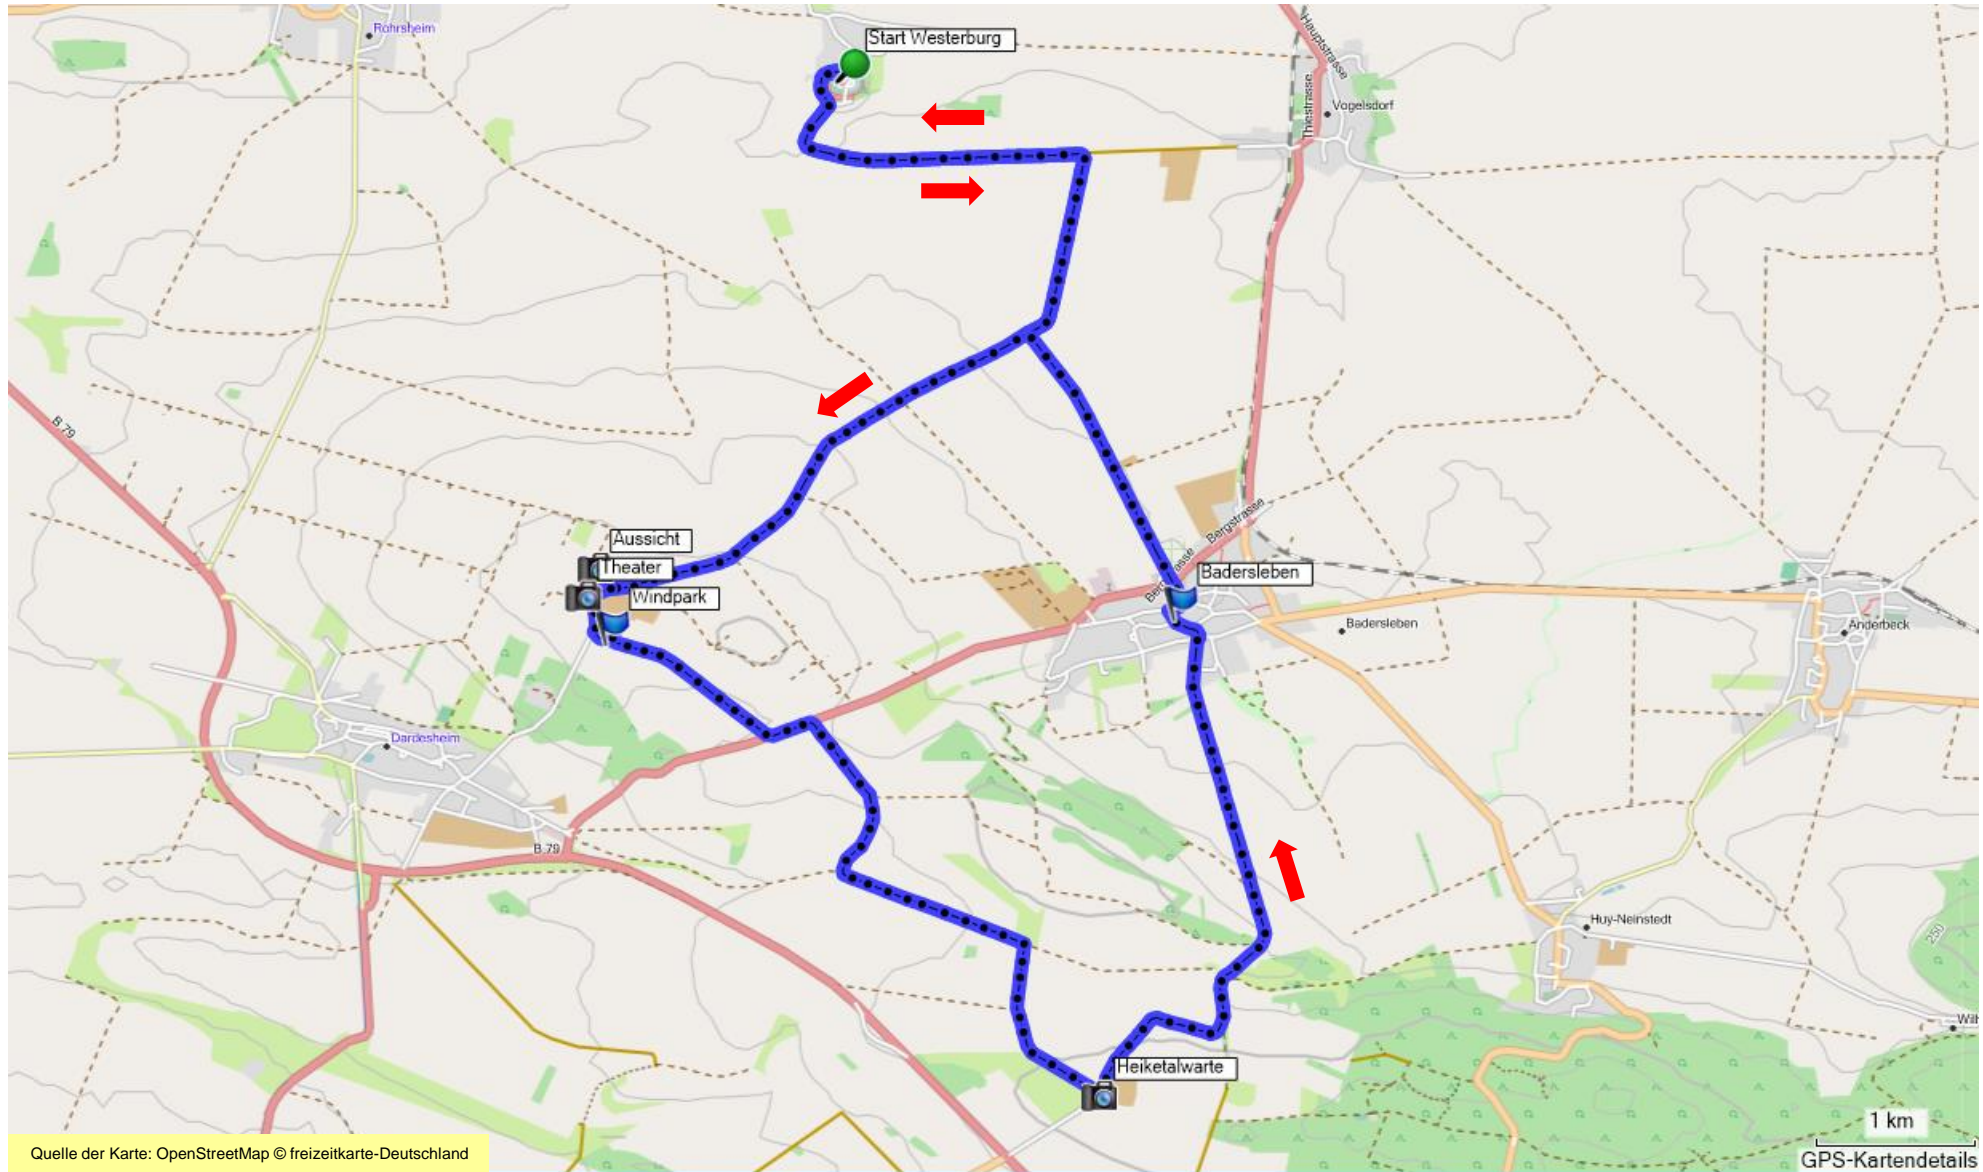 Rohrsheim
Start Westerburg
Hauptstrasse
Thiestrasse
Vogelsdorf
B 79
Aussicht
Theater
Windpark
Bergstrasse
Badersleben
Badersleben
Anderbeck
Dardesheim
B 79
Huy-Neinstedt
250
Heiketalwarte
1 km
GPS-Kartendetails
Quelle der Karte: OpenStreetMap © freizeitkarte-Deutschland